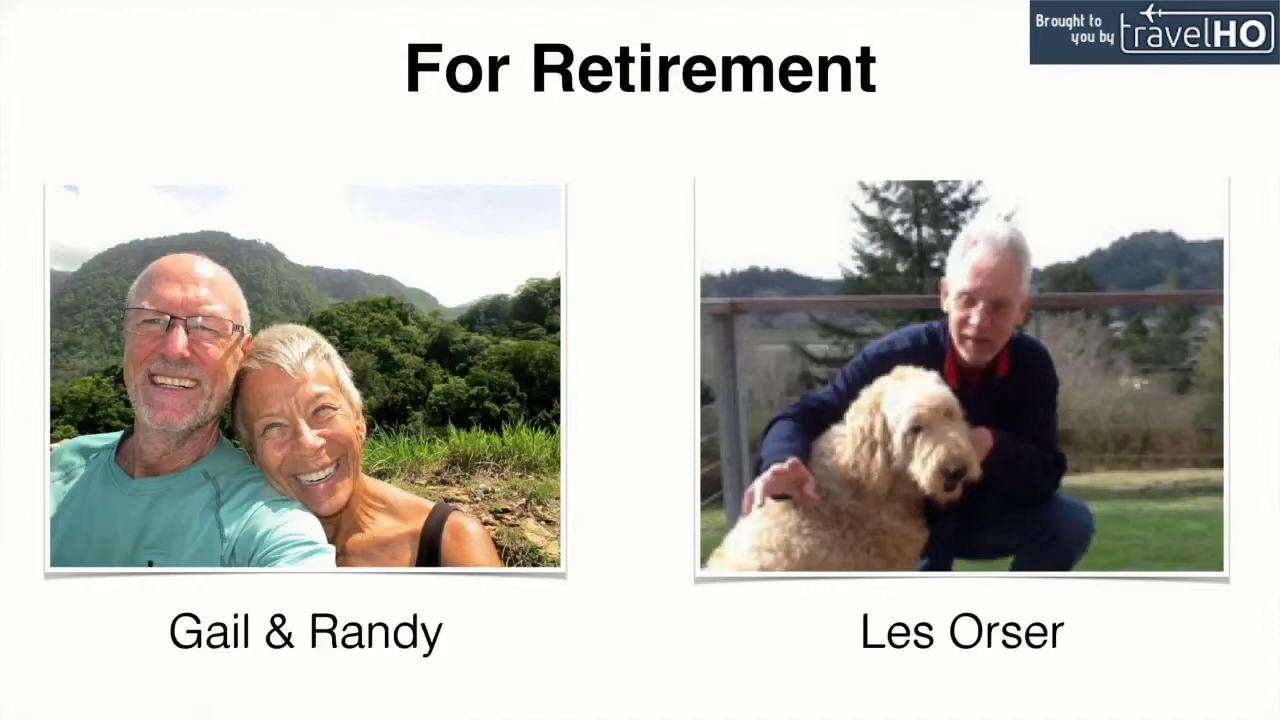 For Retirement
Brought to
you by
travelHO
Gail & Randy
Les Orser